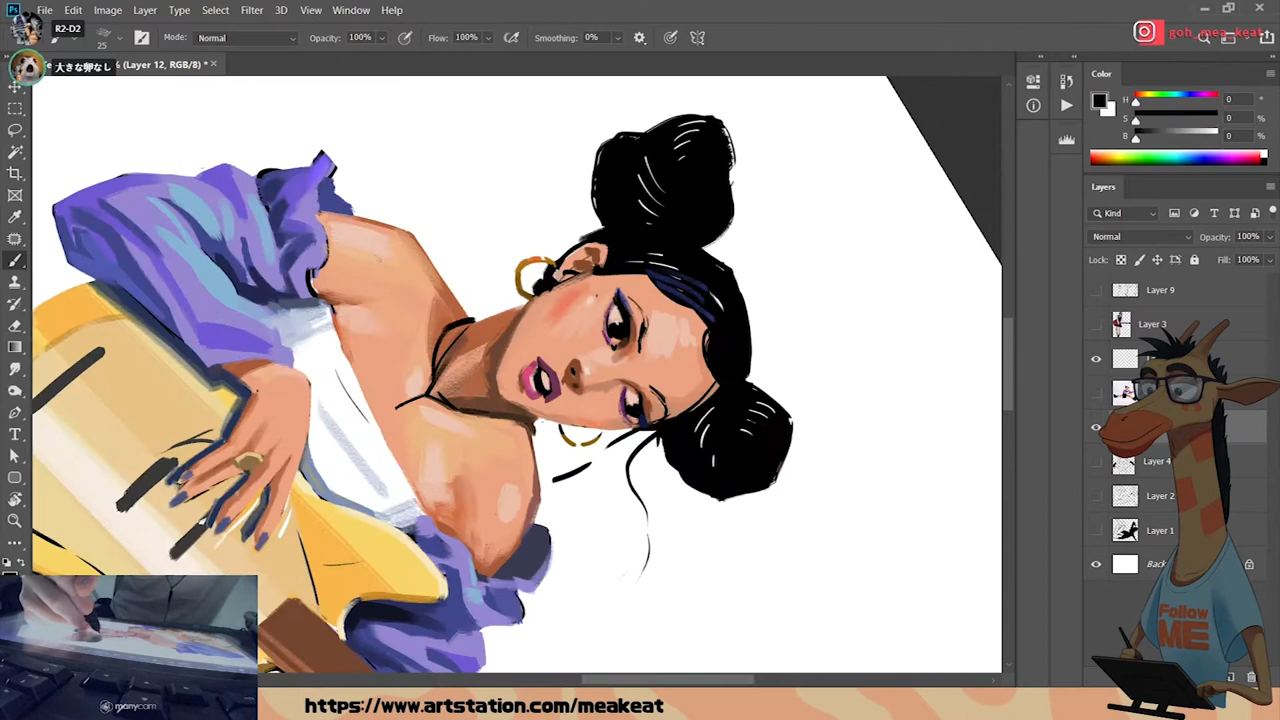 File Edit Image Layer Type Select Filter 3D View Window Help
R2-D2
25 Mode: Normal Opacity: 100% Flow: 100% Smoothing: 0%
goh_mea_keat
大きな卵なし
% (Layer 12, RGB/8) *
Color
H 0 °
S 0 %
B 0 %
Layers
Kind
Normal Opacity: 100%
Lock: Fill: 100%
Layer 9
Layer 3
Layer 4
Layer 2
Layer 1
Back
Follow
ME
manycam
https://www.artstation.com/meakeat